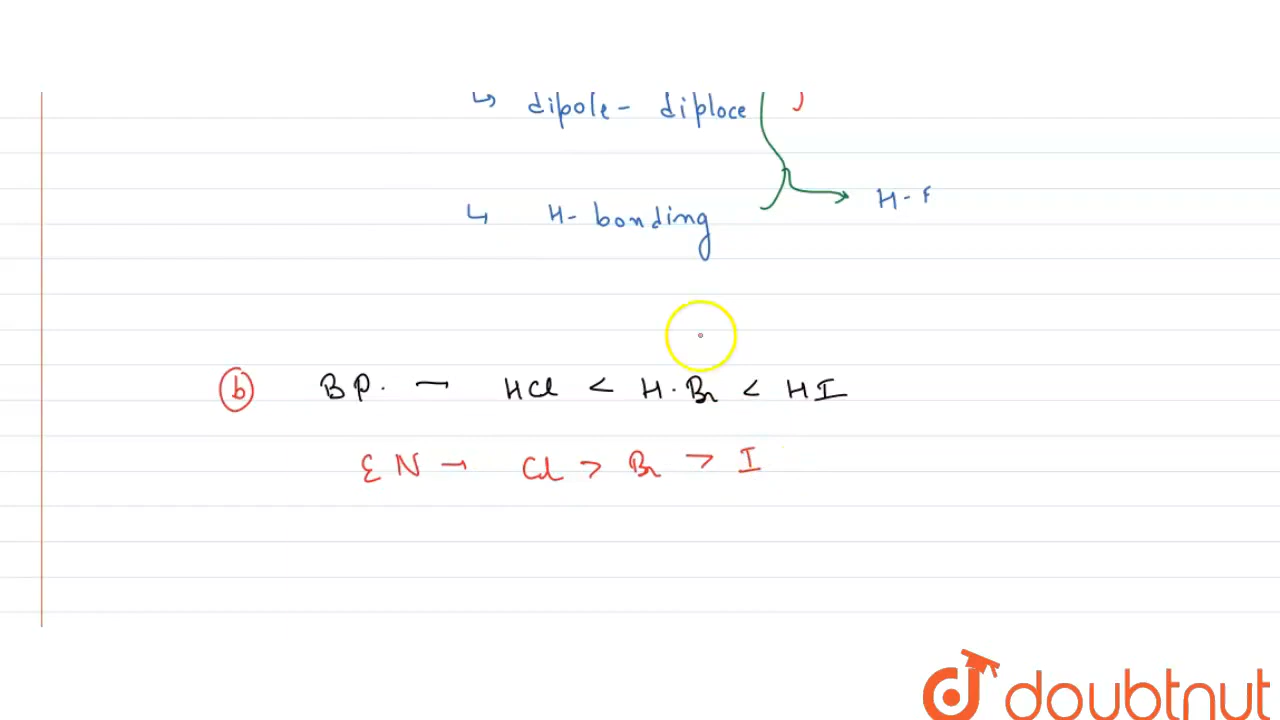 ↳ dipole - diploce
H - F
↳ H- bonding
(b) B P. → HCl < H.Br < HI
EN → Cl > Br > I
doubtnut